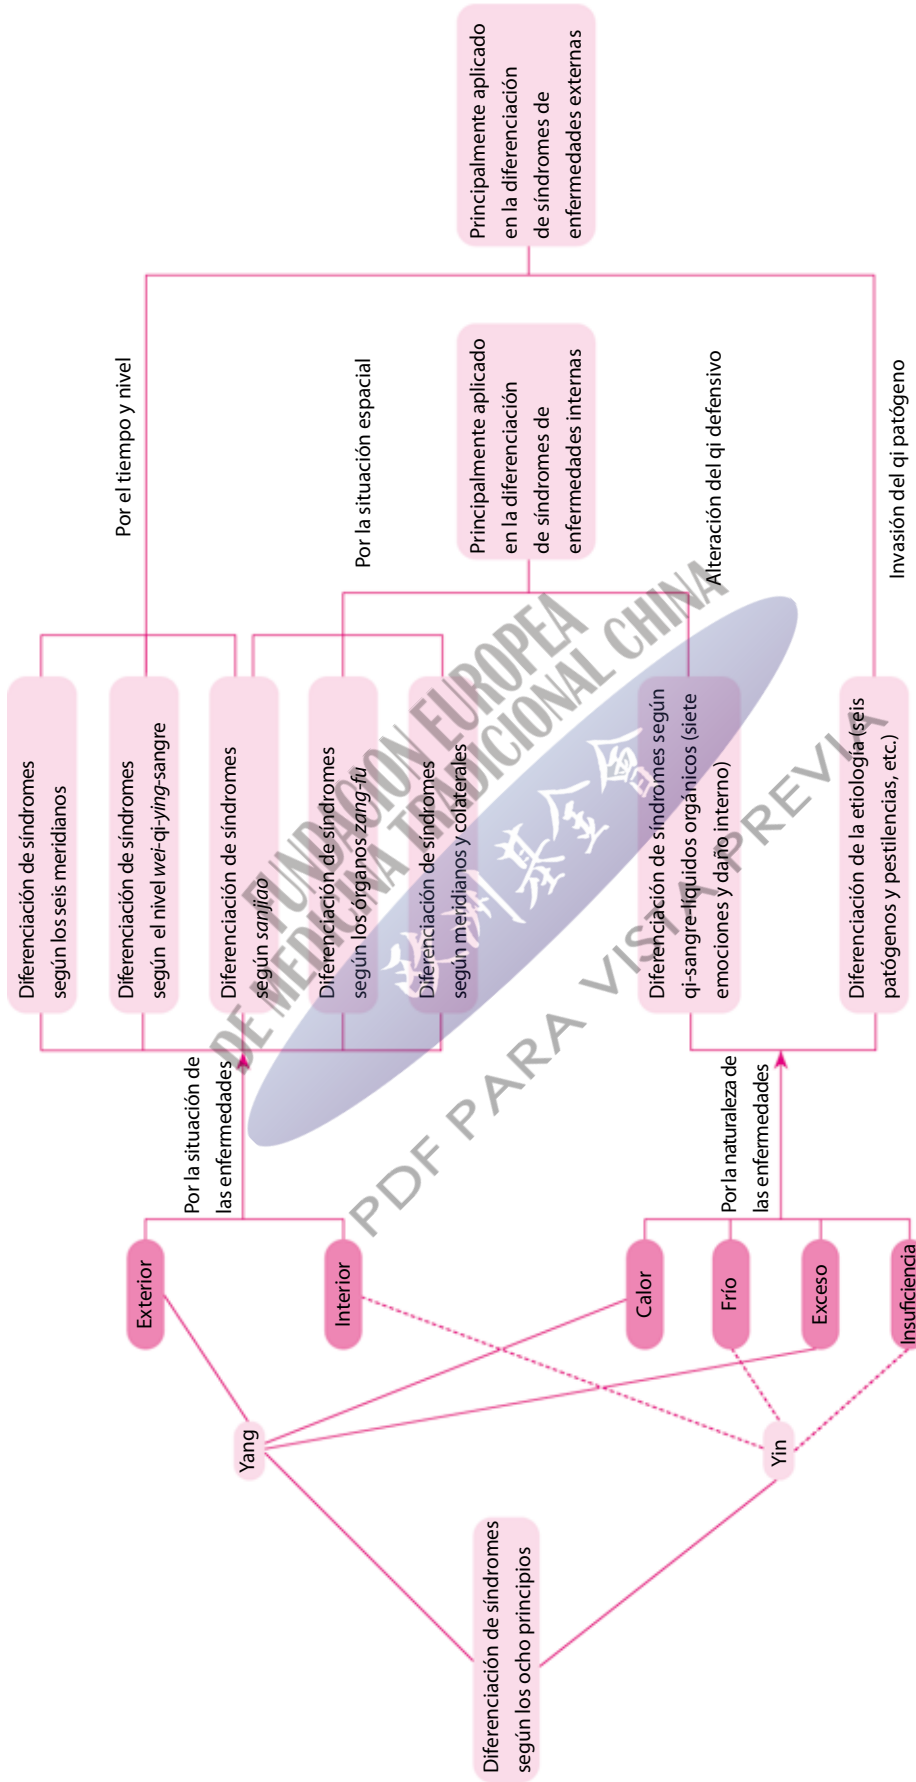 Diferenciación de síndromes
según los ocho principios
Yang
Yin
Exterior
Interior
Calor
Frío
Exceso
Insuficiencia
Por la situación de
las enfermedades
Por la naturaleza de
las enfermedades
Diferenciación de síndromes
según los seis meridianos
Diferenciación de síndromes
según el nivel wei-qi-ying-sangre
Diferenciación de síndromes
según sanjiao
Diferenciación de síndromes
según los órganos zang-fu
Diferenciación de síndromes
según meridianos y colaterales
Diferenciación de síndromes según
qi-sangre-líquidos orgánicos (siete
emociones y daño interno)
Diferenciación de la etiología (seis
patógenos y pestilencias, etc.)
Por el tiempo y nivel
Por la situación espacial
Alteración del qi defensivo
Invasión del qi patógeno
Principalmente aplicado
en la diferenciación
de síndromes de
enfermedades internas
Principalmente aplicado
en la diferenciación
de síndromes de
enfermedades externas
FUNDACION EUROPEA
DE MEDICINA TRADICIONAL CHINA
欧洲基金會
PDF PARA VISTA PREVIA